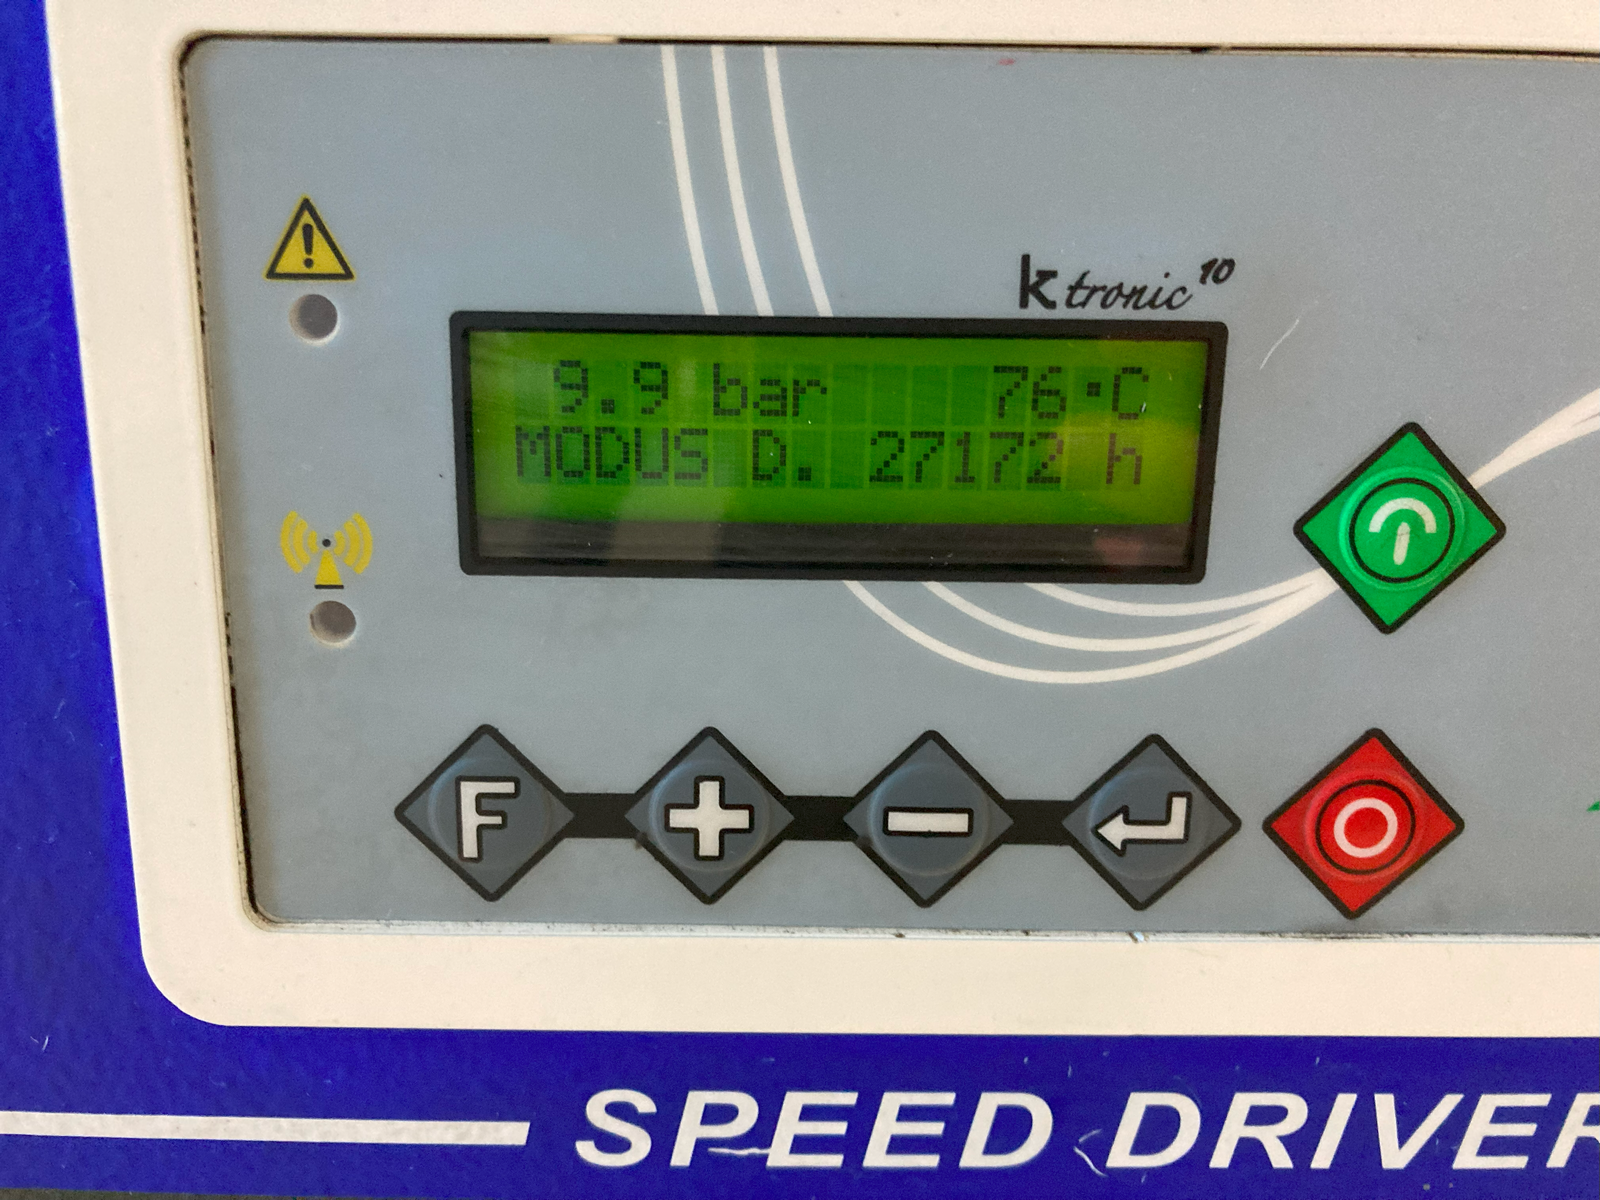 K tronic 10
9.9 bar 76°C
MODUS D. 27172 h
F + -
SPEED DRIVER